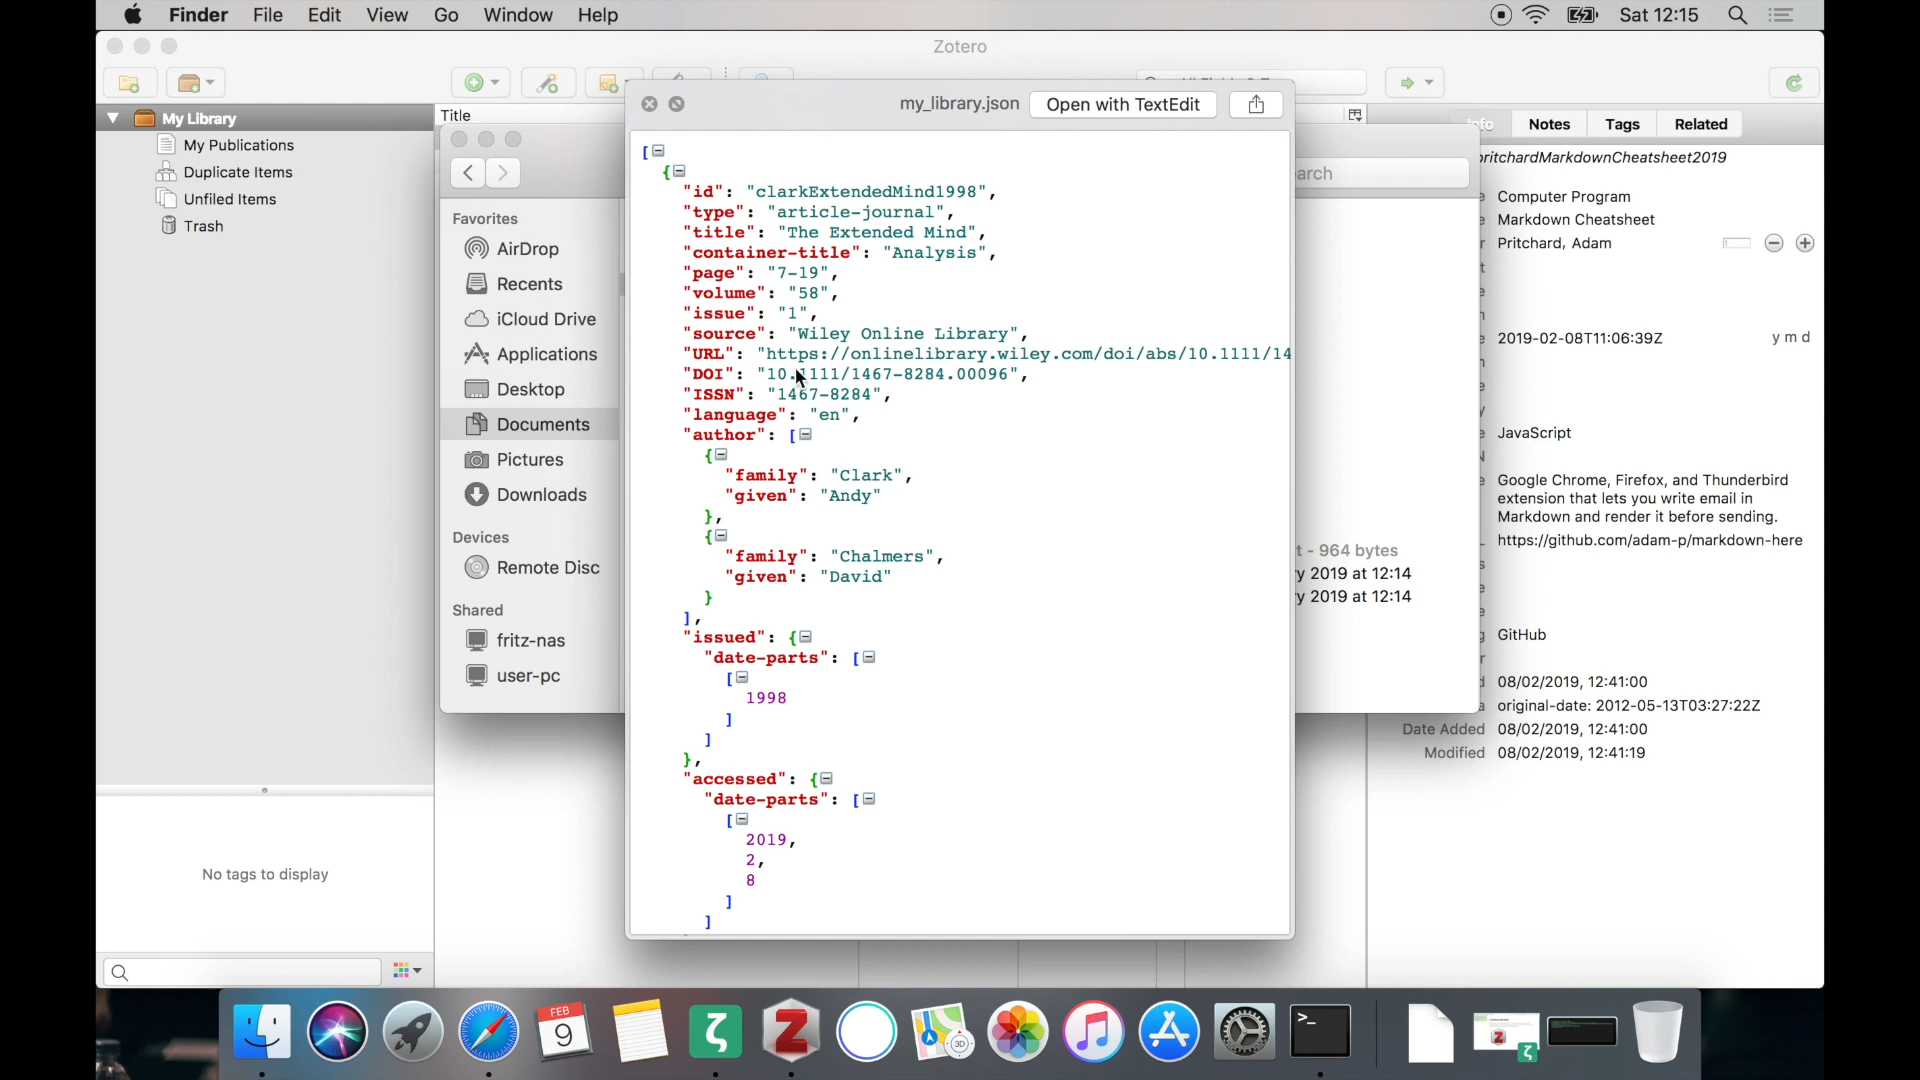 Finder File Edit View Go Window Help
Sat 12:15
Zotero
My Library
My Publications
Duplicate Items
Unfiled Items
Trash
No tags to display
Title
Favorites
AirDrop
Recents
iCloud Drive
Applications
Desktop
Documents
Pictures
Downloads
Devices
Remote Disc
Shared
fritz-nas
user-pc
my_library.json
Open with TextEdit
[
{
"id": "clarkExtendedMind1998",
"type": "article-journal",
"title": "The Extended Mind",
"container-title": "Analysis",
"page": "7-19",
"volume": "58",
"issue": "1",
"source": "Wiley Online Library",
"URL": "https://onlinelibrary.wiley.com/doi/abs/10.1111/14
"DOI": "10.1111/1467-8284.00096",
"ISSN": "1467-8284",
"language": "en",
"author": [
{
"family": "Clark",
"given": "Andy"
},
{
"family": "Chalmers",
"given": "David"
}
],
"issued": {
"date-parts": [
[
1998
]
]
},
"accessed": {
"date-parts": [
[
2019,
2,
8
]
]
arch
t - 964 bytes
y 2019 at 12:14
y 2019 at 12:14
Notes Tags Related
pritchardMarkdownCheatsheet2019
Computer Program
Markdown Cheatsheet
Pritchard, Adam
2019-02-08T11:06:39Z y m d
JavaScript
Google Chrome, Firefox, and Thunderbird
extension that lets you write email in
Markdown and render it before sending.
https://github.com/adam-p/markdown-here
GitHub
08/02/2019, 12:41:00
original-date: 2012-05-13T03:27:22Z
Date Added 08/02/2019, 12:41:00
Modified 08/02/2019, 12:41:19
FEB
9
3D
>_